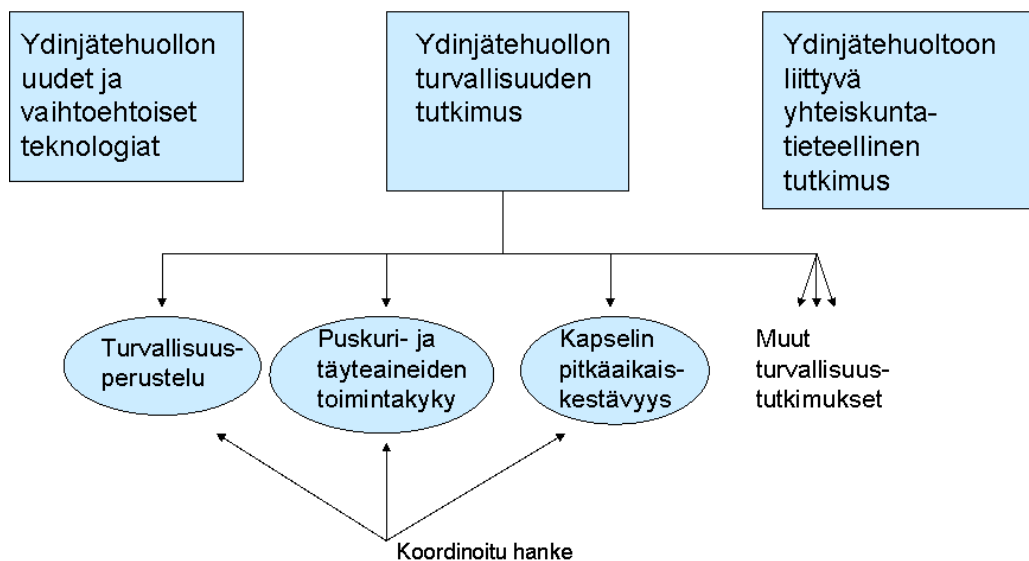 Ydinjätehuollon
uudet ja
vaihtoehtoiset
teknologiat
Ydinjätehuollon
turvallisuuden
tutkimus
Ydinjätehuoltoon
liittyvä
yhteiskunta-
tieteellinen
tutkimus
Turvallisuus-
perustelu
Puskuri- ja
täyteaineiden
toimintakyky
Kapselin
pitkäaikais-
kestävyys
Muut
turvallisuus-
tutkimukset
Koordinoitu hanke